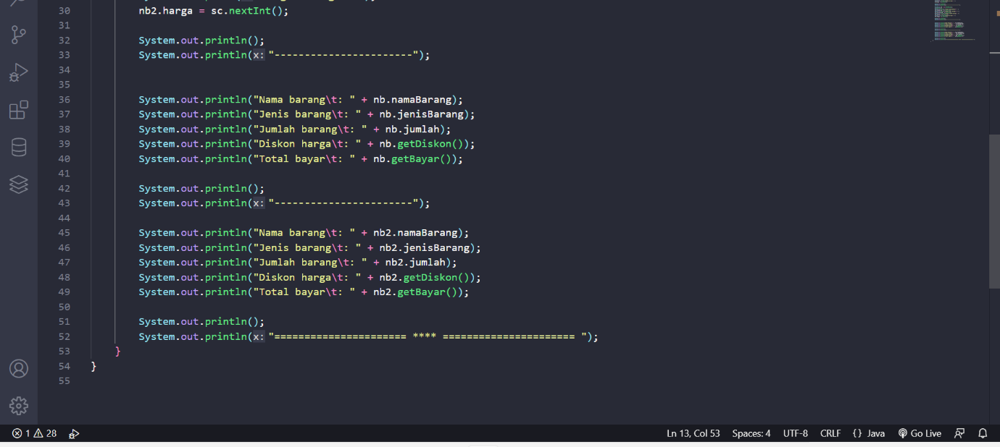 30 nb2.harga = sc.nextInt();
31
32 System.out.println();
33 System.out.println(x: "-----------------------");
34
35
36 System.out.println("Nama barang\t: " + nb.namaBarang);
37 System.out.println("Jenis barang\t: " + nb.jenisBarang);
38 System.out.println("Jumlah barang\t: " + nb.jumlah);
39 System.out.println("Diskon harga\t: " + nb.getDiskon());
40 System.out.println("Total bayar\t: " + nb.getBayar());
41
42 System.out.println();
43 System.out.println(x: "-----------------------");
44
45 System.out.println("Nama barang\t: " + nb2.namaBarang);
46 System.out.println("Jenis barang\t: " + nb2.jenisBarang);
47 System.out.println("Jumlah barang\t: " + nb2.jumlah);
48 System.out.println("Diskon harga\t: " + nb2.getDiskon());
49 System.out.println("Total bayar\t: " + nb2.getBayar());
50
51 System.out.println();
52 System.out.println(x: "====================== **** ====================== ");
53 }
54 }
55
1 28 Ln 13, Col 53 Spaces: 4 UTF-8 CRLF {} Java Go Live